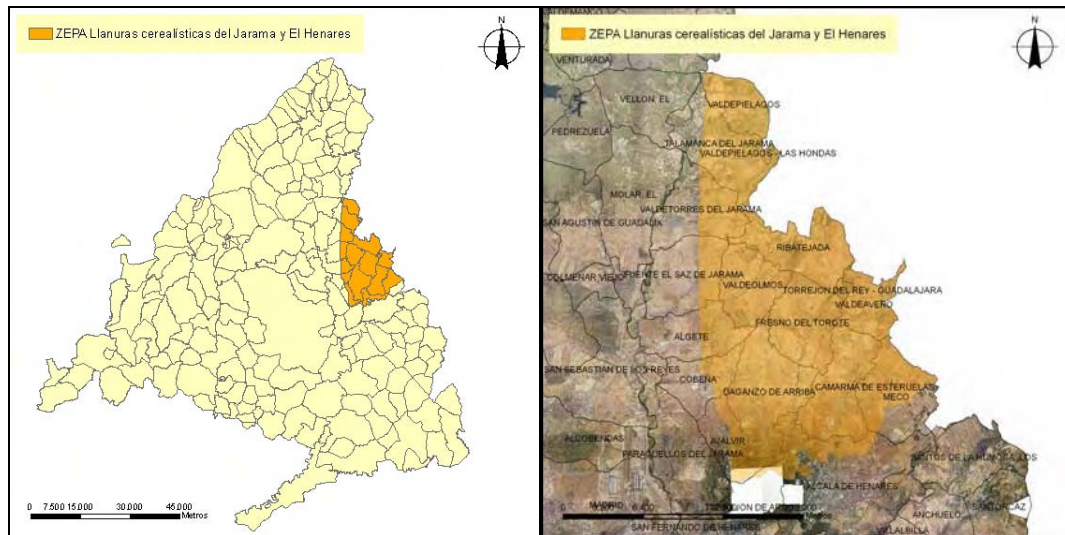 ZEPA Llanuras cerealísticas del Jarama y El Henares
N
0 7.500 15.000 30.000 45.000
Metros
ZEPA Llanuras cerealísticas del Jarama y El Henares
N
VALDEMANCO
VENTURADA
VELLON, EL
VALDEPIELAGOS
PEDREZUELA
TALAMANCA DEL JARAMA
VALDEPIELAGOS - LAS HONDAS
MOLAR, EL
VALDETORRES DEL JARAMA
SAN AGUSTIN DE GUADALIX
RIBATEJADA
COLMENAR VIEJO
FUENTE EL SAZ DE JARAMA
VALDEOLMOS
TORREJON DEL REY - GUADALAJARA
VALDEAVERO
FRESNO DEL TOROTE
ALGETE
SAN SEBASTIAN DE LOS REYES
COBEÑA
DAGANZO DE ARRIBA
CAMARMA DE ESTERUELAS
MECO
ALCOBENDAS
AJALVIR
PARACUELLOS DEL JARAMA
SANTOS DE LA HUMOSA, LOS
ALCALA DE HENARES
MADRID
SANTORCAZ
ANCHUELO
SAN FERNANDO DE HENARES
VILLALBILLA